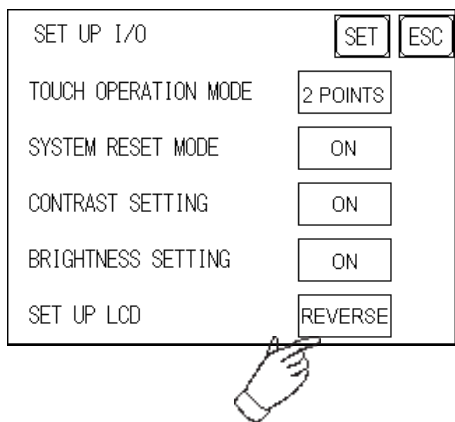 SET UP I/O SET ESC
TOUCH OPERATION MODE 2 POINTS
SYSTEM RESET MODE ON
CONTRAST SETTING ON
BRIGHTNESS SETTING ON
SET UP LCD REVERSE